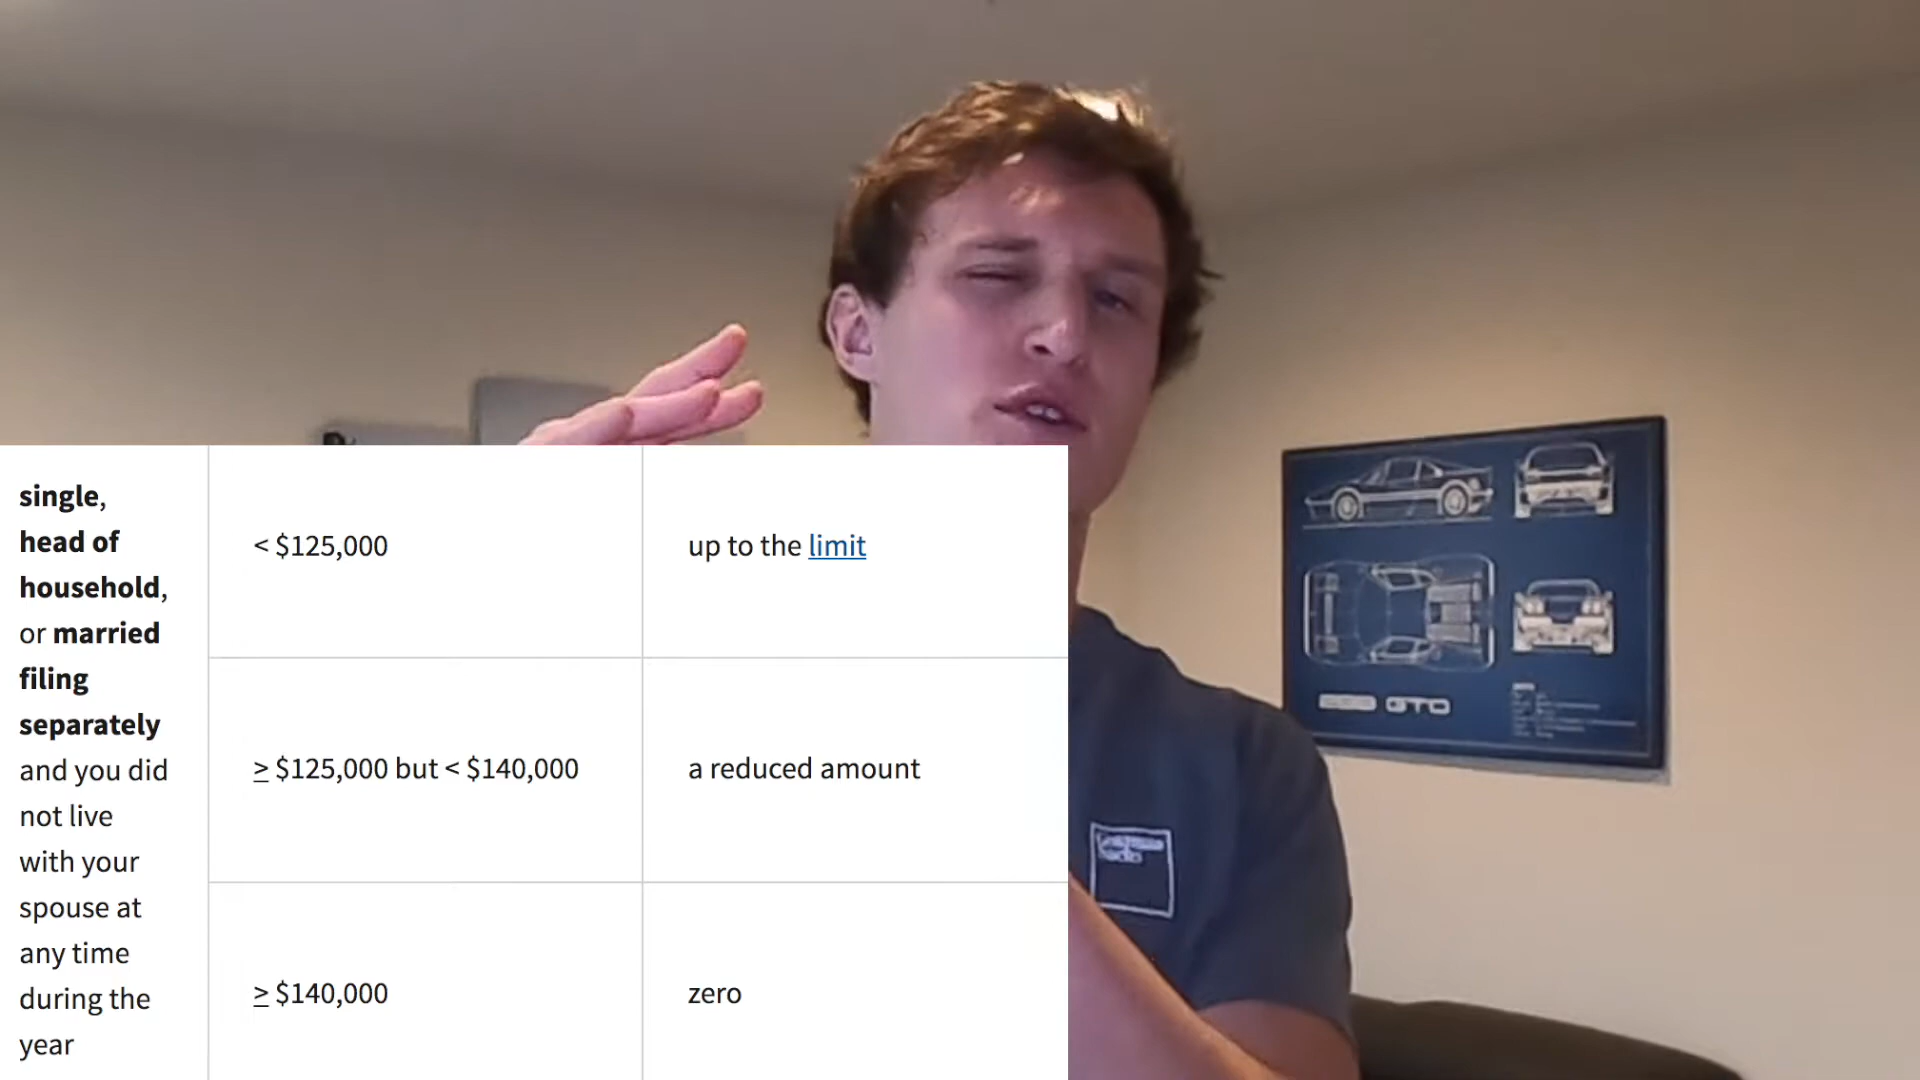 single,
head of
household,
or married
filing
separately
and you did
not live
with your
spouse at
any time
during the
year
< $125,000
up to the limit
≥ $125,000 but < $140,000
a reduced amount
≥ $140,000
zero
GTO
Goldman
Sachs